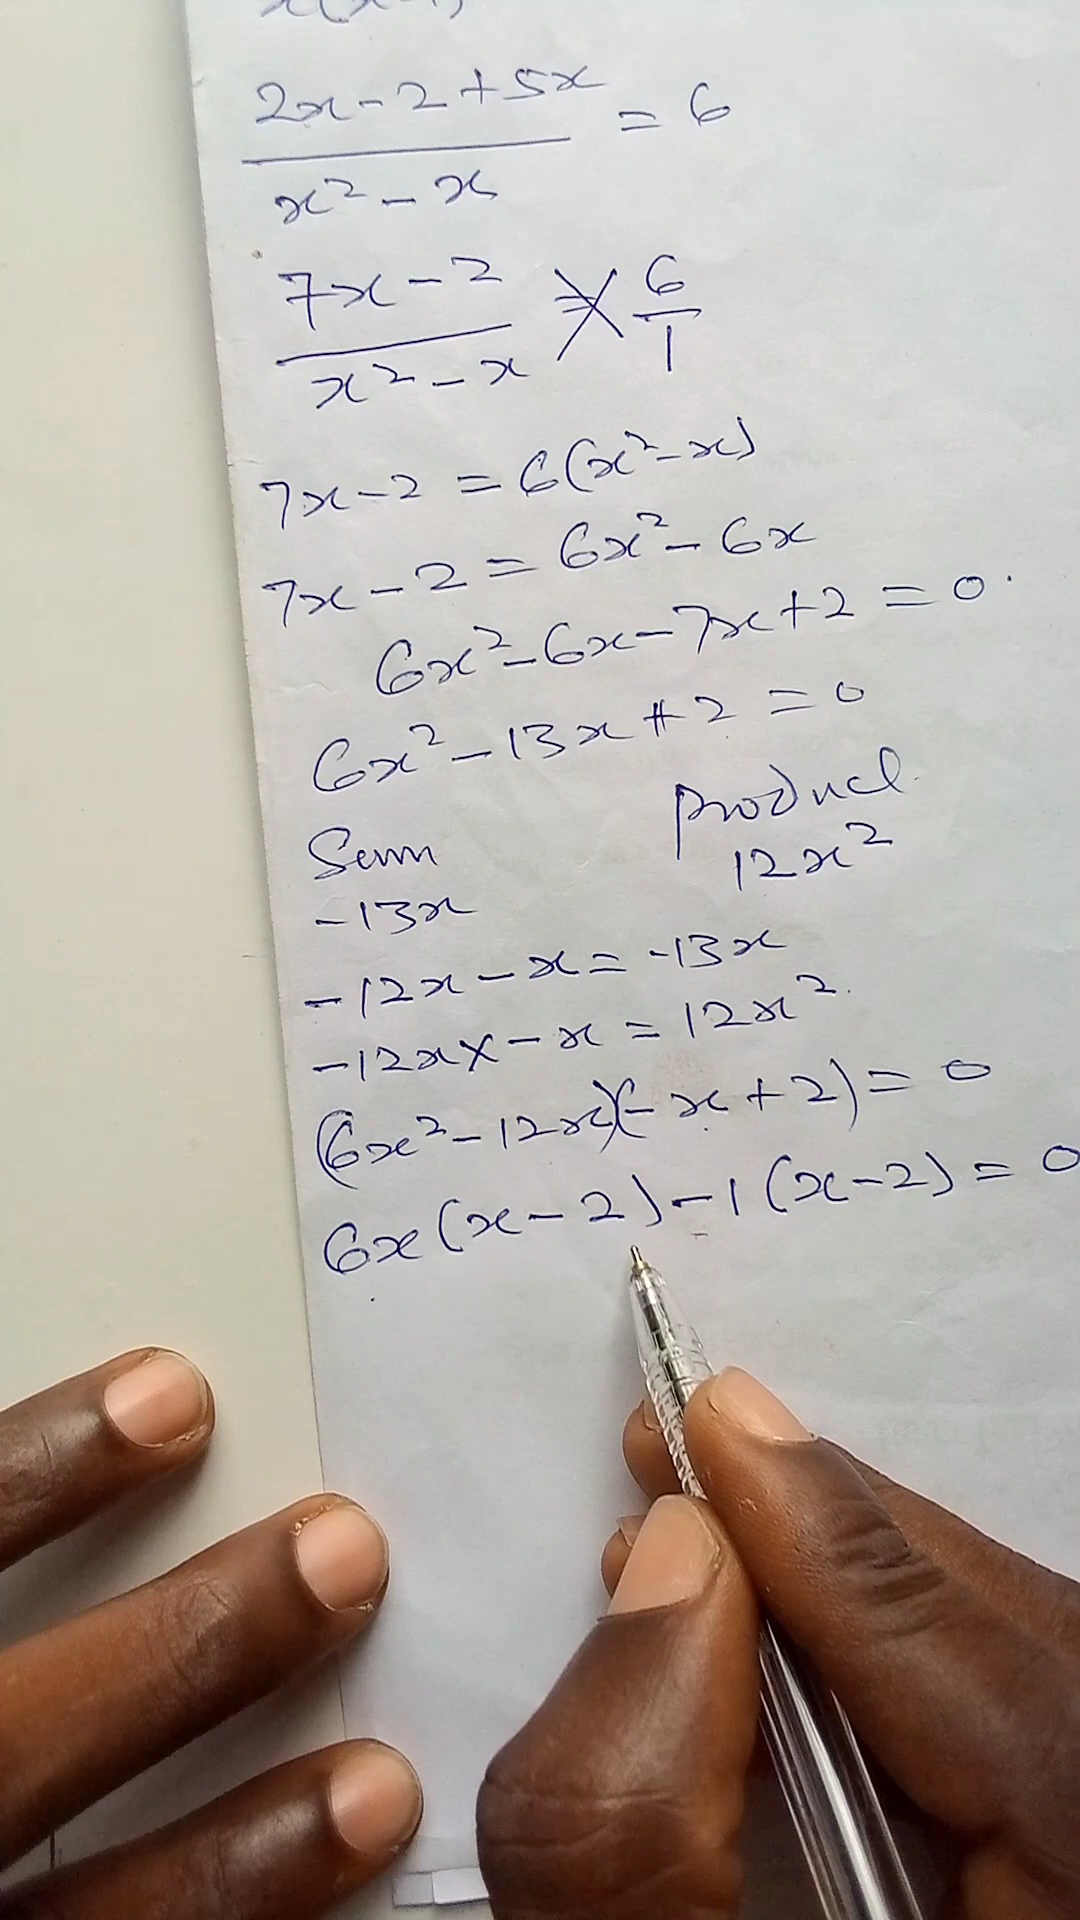 2x-2+5x = 6
x²-x
7x-2 = 6
x²-x 1
7x-2 = 6(x²-x)
7x-2 = 6x²-6x
6x²-6x-7x+2 = 0.
6x²-13x+2 = 0
Sum Product
-13x 12x²
-12x-x = -13x
-12x×-x = 12x².
(6x²-12x)(-x+2) = 0
6x(x-2)-1(x-2) = 0